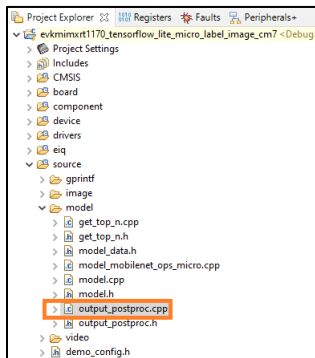 Project Explorer Registers Faults Peripherals+
evkmimxrt1170_tensorflow_lite_micro_label_image_cm7 <Debug
Project Settings
Includes
CMSIS
board
component
device
drivers
eiq
source
gprintf
image
model
get_top_n.cpp
get_top_n.h
model_data.h
model_mobilenet_ops_micro.cpp
model.cpp
model.h
output_postproc.cpp
output_postproc.h
video
demo_config.h